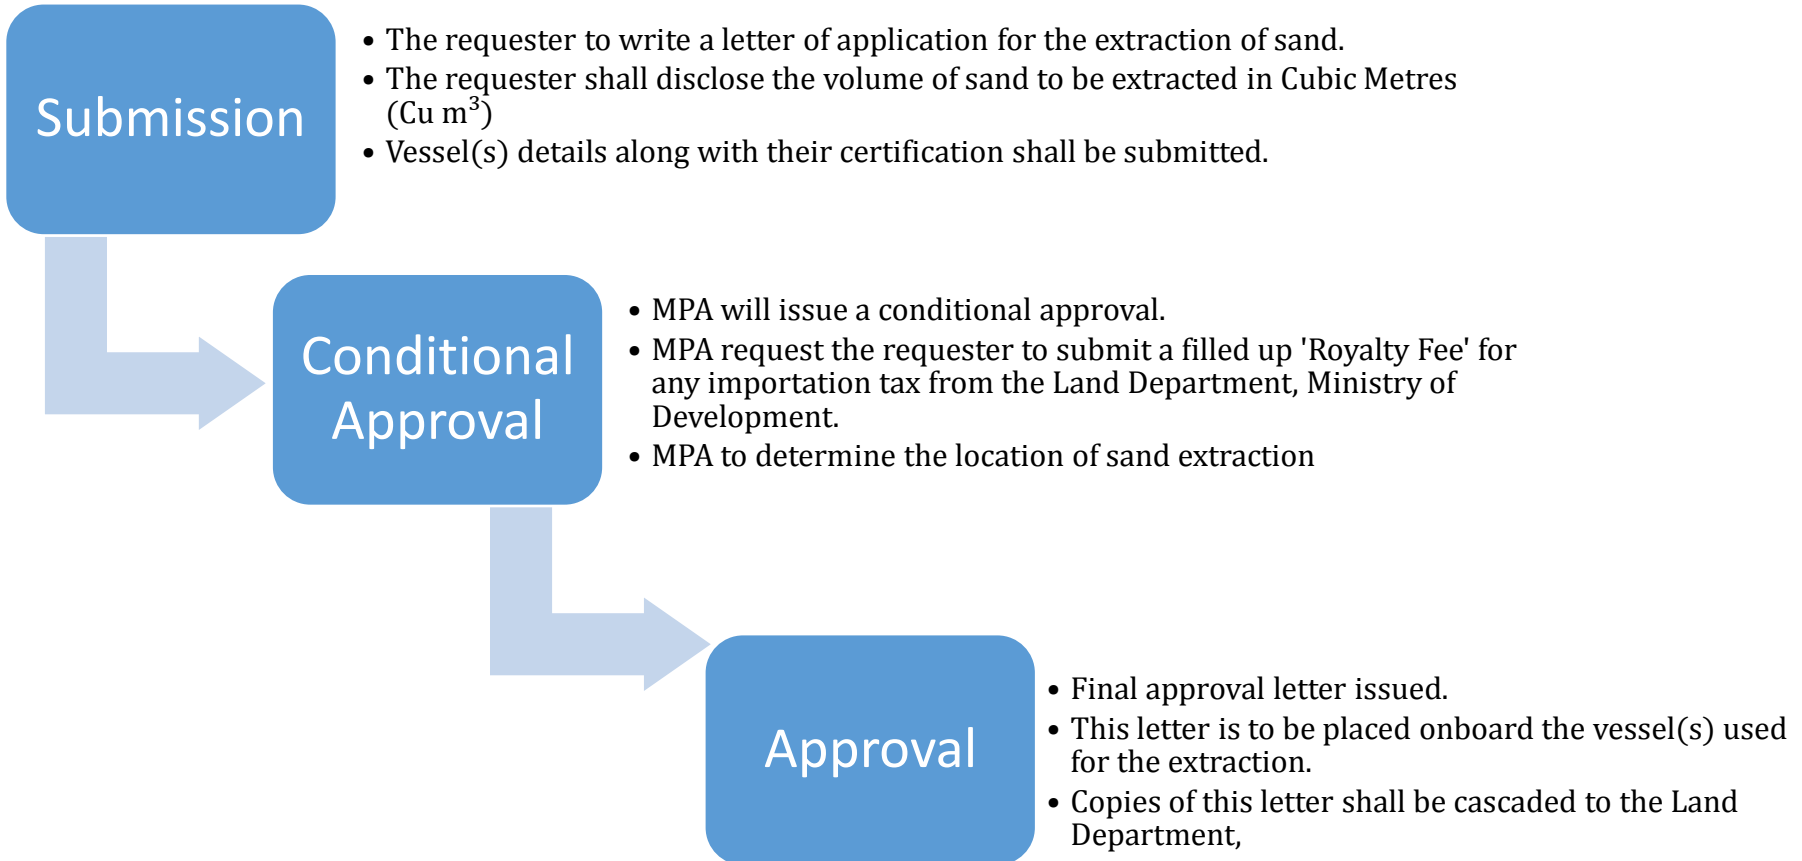 Submission
• The requester to write a letter of application for the extraction of sand.
• The requester shall disclose the volume of sand to be extracted in Cubic Metres
(Cu m³)
• Vessel(s) details along with their certification shall be submitted.
Conditional
Approval
• MPA will issue a conditional approval.
• MPA request the requester to submit a filled up 'Royalty Fee' for
any importation tax from the Land Department, Ministry of
Development.
• MPA to determine the location of sand extraction
Approval
• Final approval letter issued.
• This letter is to be placed onboard the vessel(s) used
for the extraction.
• Copies of this letter shall be cascaded to the Land
Department,